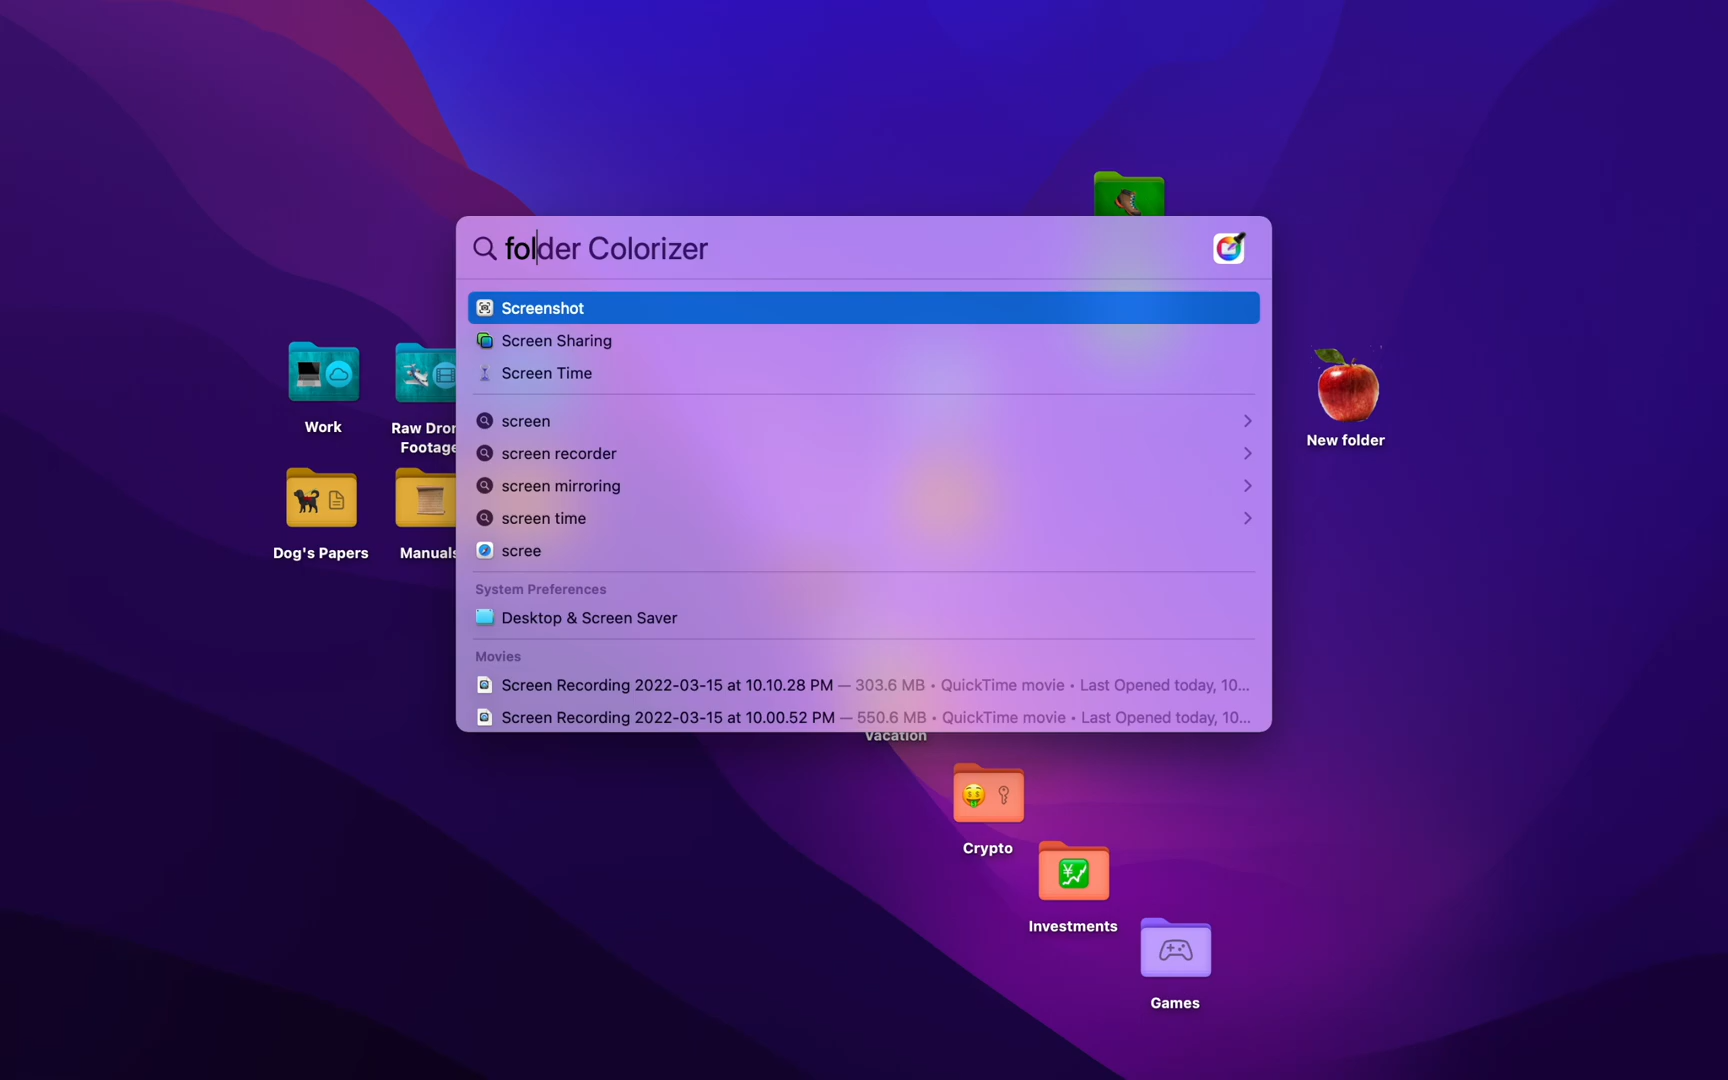 folder Colorizer
Screenshot
Screen Sharing
Screen Time
screen
screen recorder
screen mirroring
screen time
scree
System Preferences
Desktop & Screen Saver
Movies
Screen Recording 2022-03-15 at 10.10.28 PM — 303.6 MB • QuickTime movie • Last Opened today, 10...
Screen Recording 2022-03-15 at 10.00.52 PM — 550.6 MB • QuickTime movie • Last Opened today, 10...
Work
Raw Dron
Footage
Dog's Papers
Manuals
New folder
Vacation
Crypto
Investments
Games